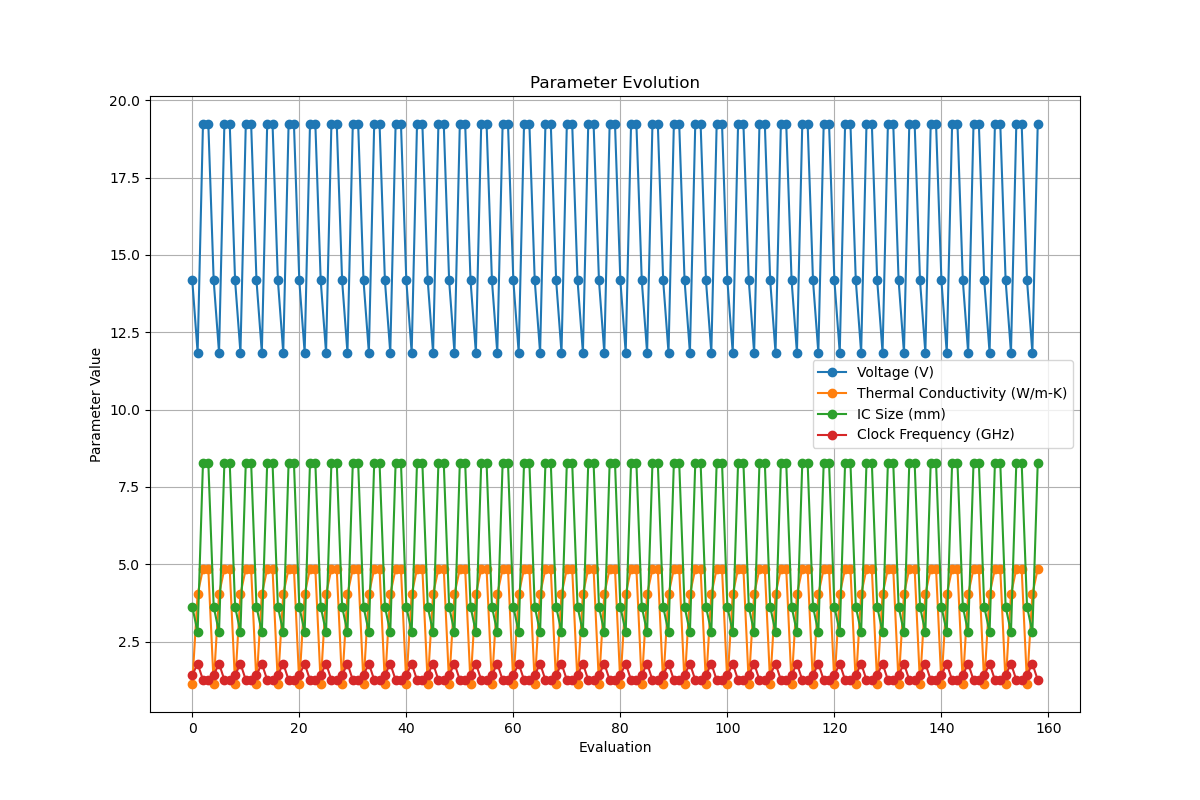 Parameter Evolution
20.0
17.5
15.0
12.5
10.0
7.5
5.0
2.5
Parameter Value
Voltage (V)
Thermal Conductivity (W/m-K)
IC Size (mm)
Clock Frequency (GHz)
0 20 40 60 80 100 120 140 160
Evaluation